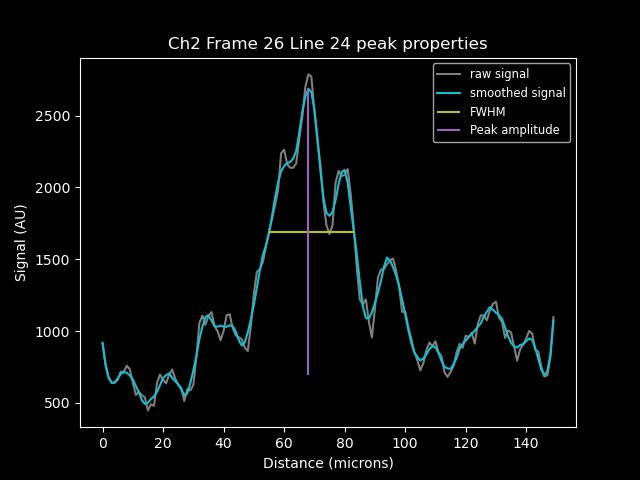 Ch2 Frame 26 Line 24 peak properties
raw signal
smoothed signal
FWHM
Peak amplitude
Signal (AU)
2500
2000
1500
1000
500
0 20 40 60 80 100 120 140
Distance (microns)